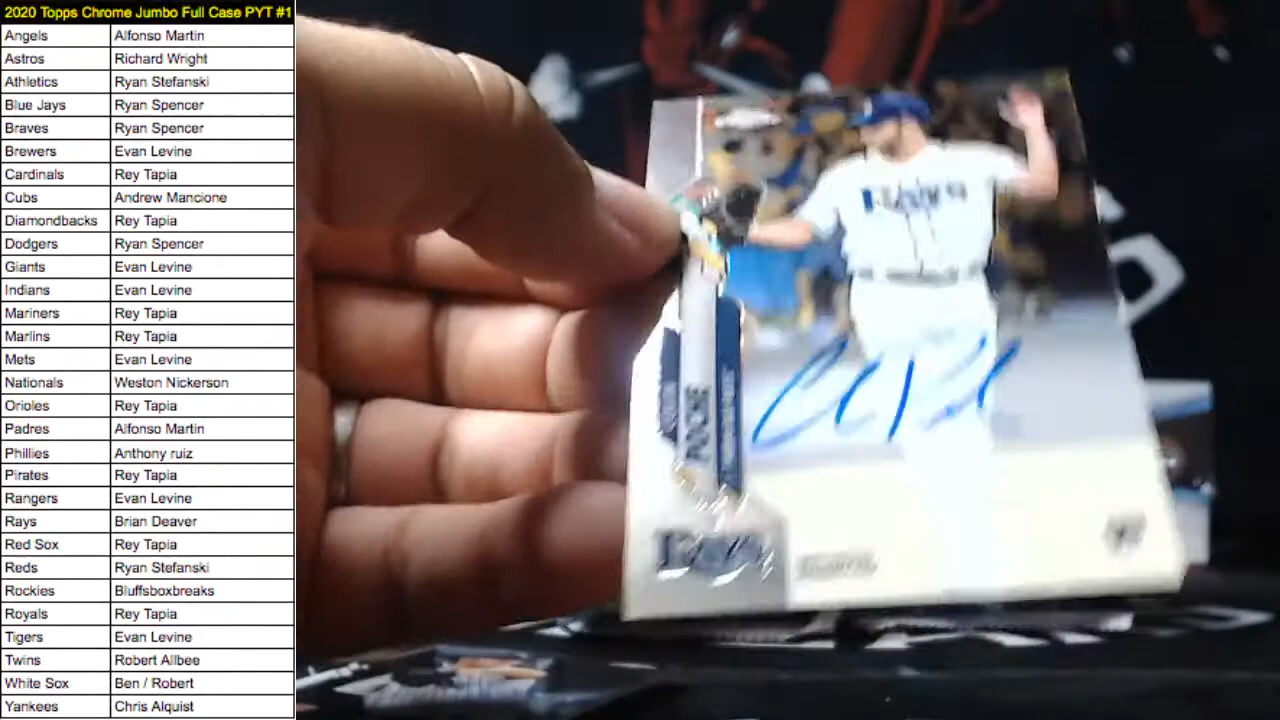 2020 Topps Chrome Jumbo Full Case PYT #1
Angels Alfonso Martin
Astros Richard Wright
Athletics Ryan Stefanski
Blue Jays Ryan Spencer
Braves Ryan Spencer
Brewers Evan Levine
Cardinals Rey Tapia
Cubs Andrew Mancione
Diamondbacks Rey Tapia
Dodgers Ryan Spencer
Giants Evan Levine
Indians Evan Levine
Mariners Rey Tapia
Marlins Rey Tapia
Mets Evan Levine
Nationals Weston Nickerson
Orioles Rey Tapia
Padres Alfonso Martin
Phillies Anthony ruiz
Pirates Rey Tapia
Rangers Evan Levine
Rays Brian Deaver
Red Sox Rey Tapia
Reds Ryan Stefanski
Rockies Bluffsboxbreaks
Royals Rey Tapia
Tigers Evan Levine
Twins Robert Allbee
White Sox Ben / Robert
Yankees Chris Alquist
POCHE
Rays